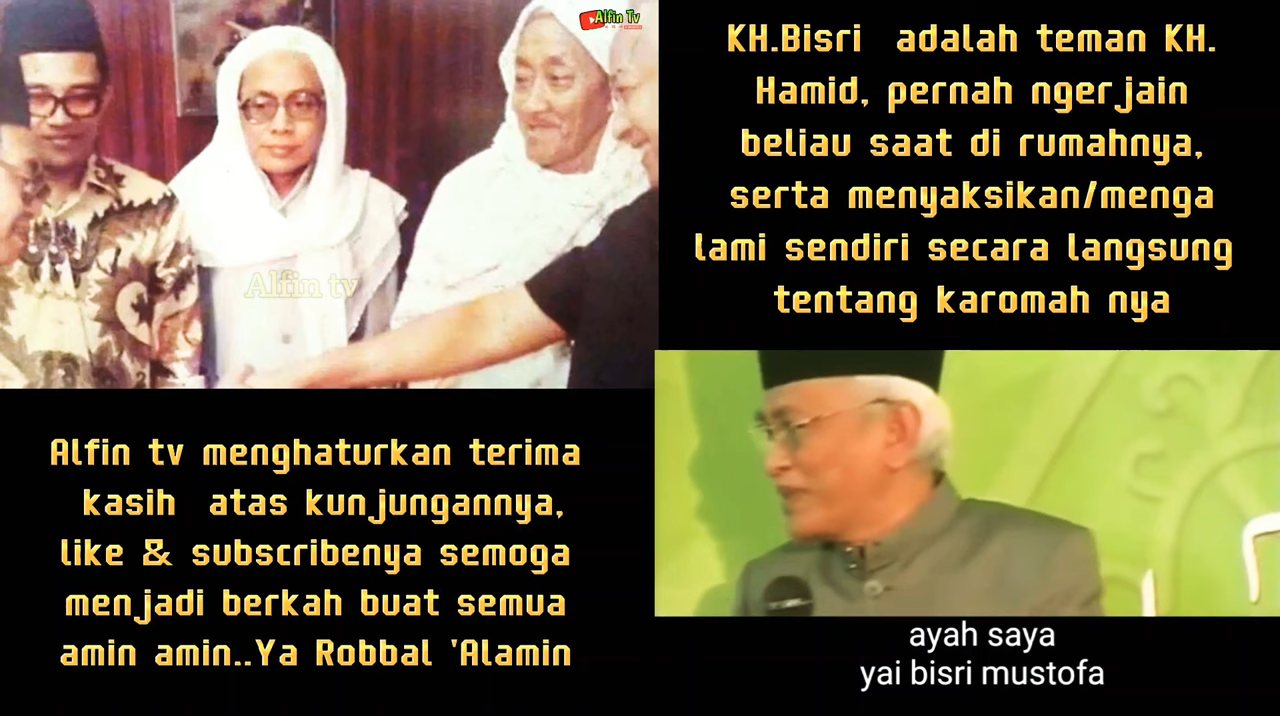 Alfin Tv
Alfin tv
KH.Bisri adalah teman KH.
Hamid, pernah ngerjain
beliau saat di rumahnya,
serta menyaksikan/menga
lami sendiri secara langsung
tentang karomah nya
Alfin tv menghaturkan terima
kasih atas kunjungannya,
like & subscribenya semoga
menjadi berkah buat semua
amin amin..Ya Robbal 'Alamin
ayah saya
yai bisri mustofa